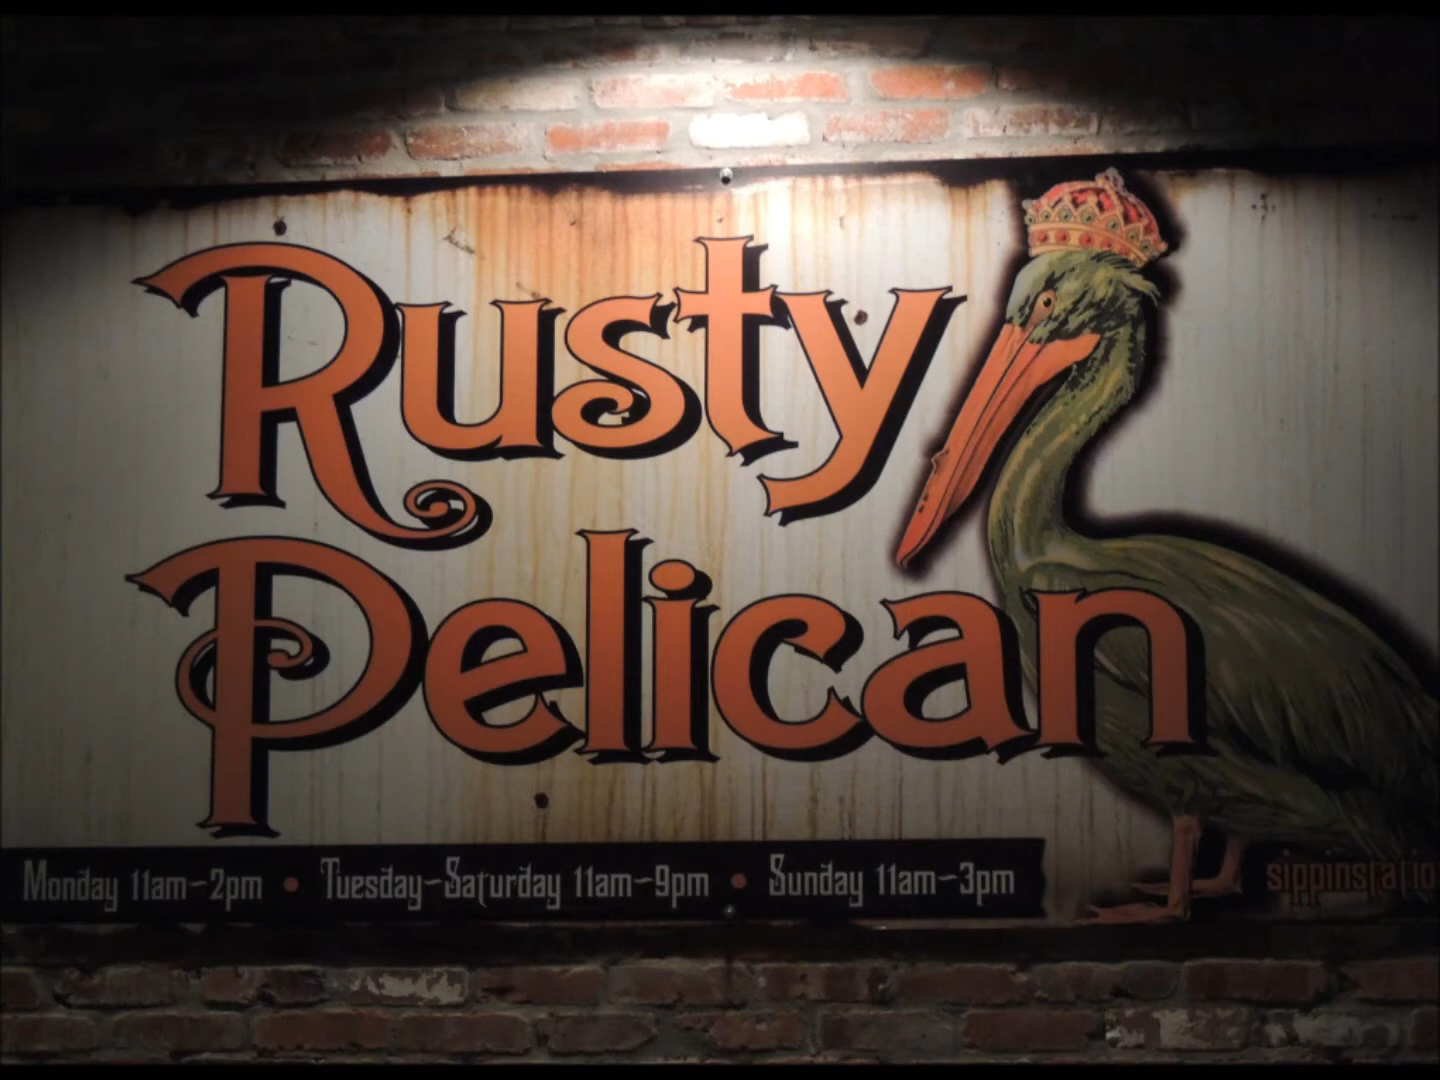 Rusty
Pelican
Monday 11am-2pm • Tuesday-Saturday 11am-9pm • Sunday 11am-3pm